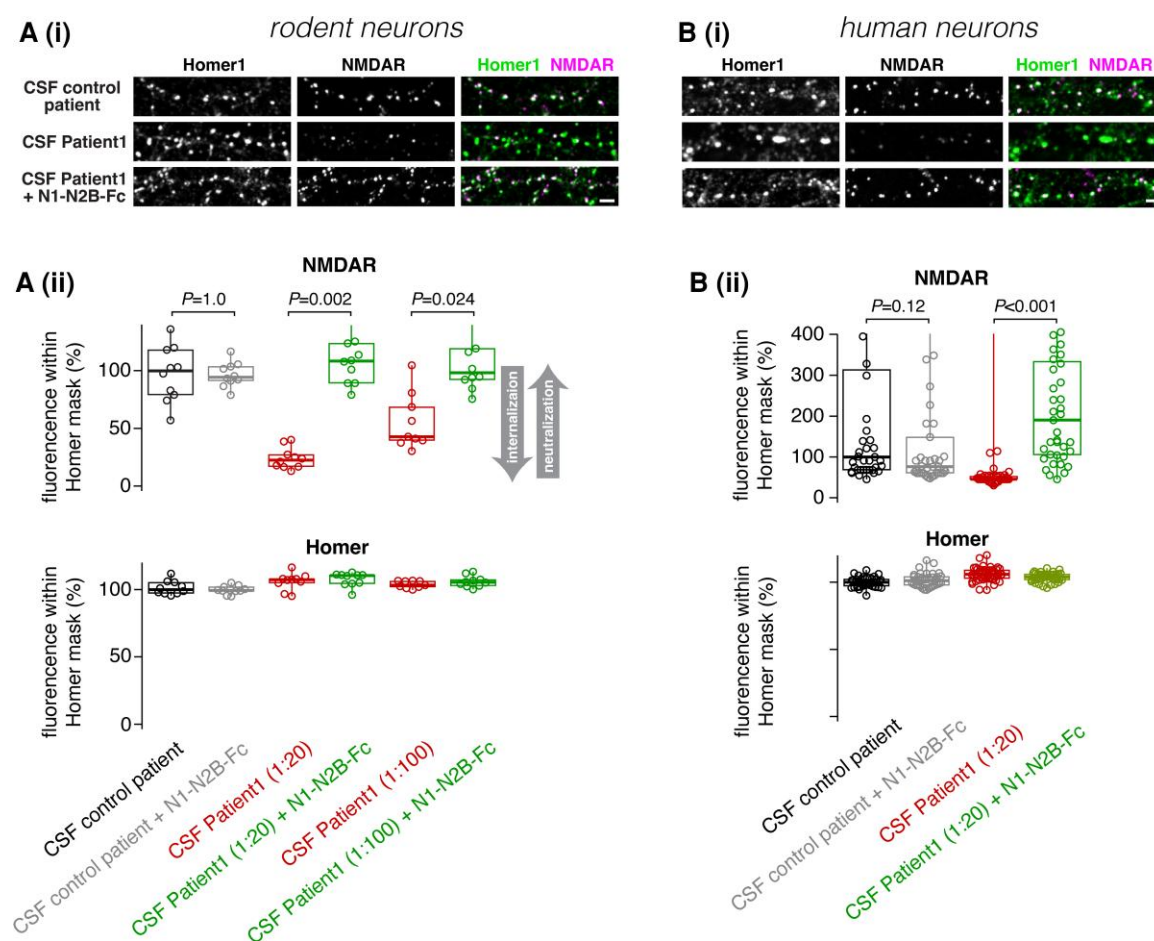 A (i)
rodent neurons
Homer1
NMDAR
Homer1 NMDAR
CSF control
patient
CSF Patient1
CSF Patient1
+ N1-N2B-Fc
B (i)
human neurons
Homer1
NMDAR
Homer1 NMDAR
A (ii)
NMDAR
P=1.0
P=0.002
P=0.024
fluorencence within
Homer mask (%)
100
50
0
internalizaion
neutralization
Homer
fluorencence within
Homer mask (%)
100
50
0
CSF control patient
CSF control patient + N1-N2B-Fc
CSF Patient1 (1:20)
CSF Patient1 (1:20) + N1-N2B-Fc
CSF Patient1 (1:100)
CSF Patient1 (1:100) + N1-N2B-Fc
B (ii)
NMDAR
P=0.12
P<0.001
fluorencence within
Homer mask (%)
400
300
200
100
0
Homer
fluorencence within
Homer mask (%)
CSF control patient
CSF control patient + N1-N2B-Fc
CSF Patient1 (1:20)
CSF Patient1 (1:20) + N1-N2B-Fc